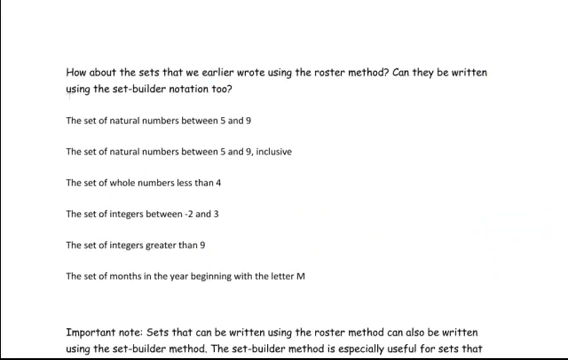 How about the sets that we earlier wrote using the roster method? Can they be written
using the set-builder notation too?
The set of natural numbers between 5 and 9
The set of natural numbers between 5 and 9, inclusive
The set of whole numbers less than 4
The set of integers between -2 and 3
The set of integers greater than 9
The set of months in the year beginning with the letter M
Important note: Sets that can be written using the roster method can also be written
using the set-builder method. The set-builder method is especially useful for sets that